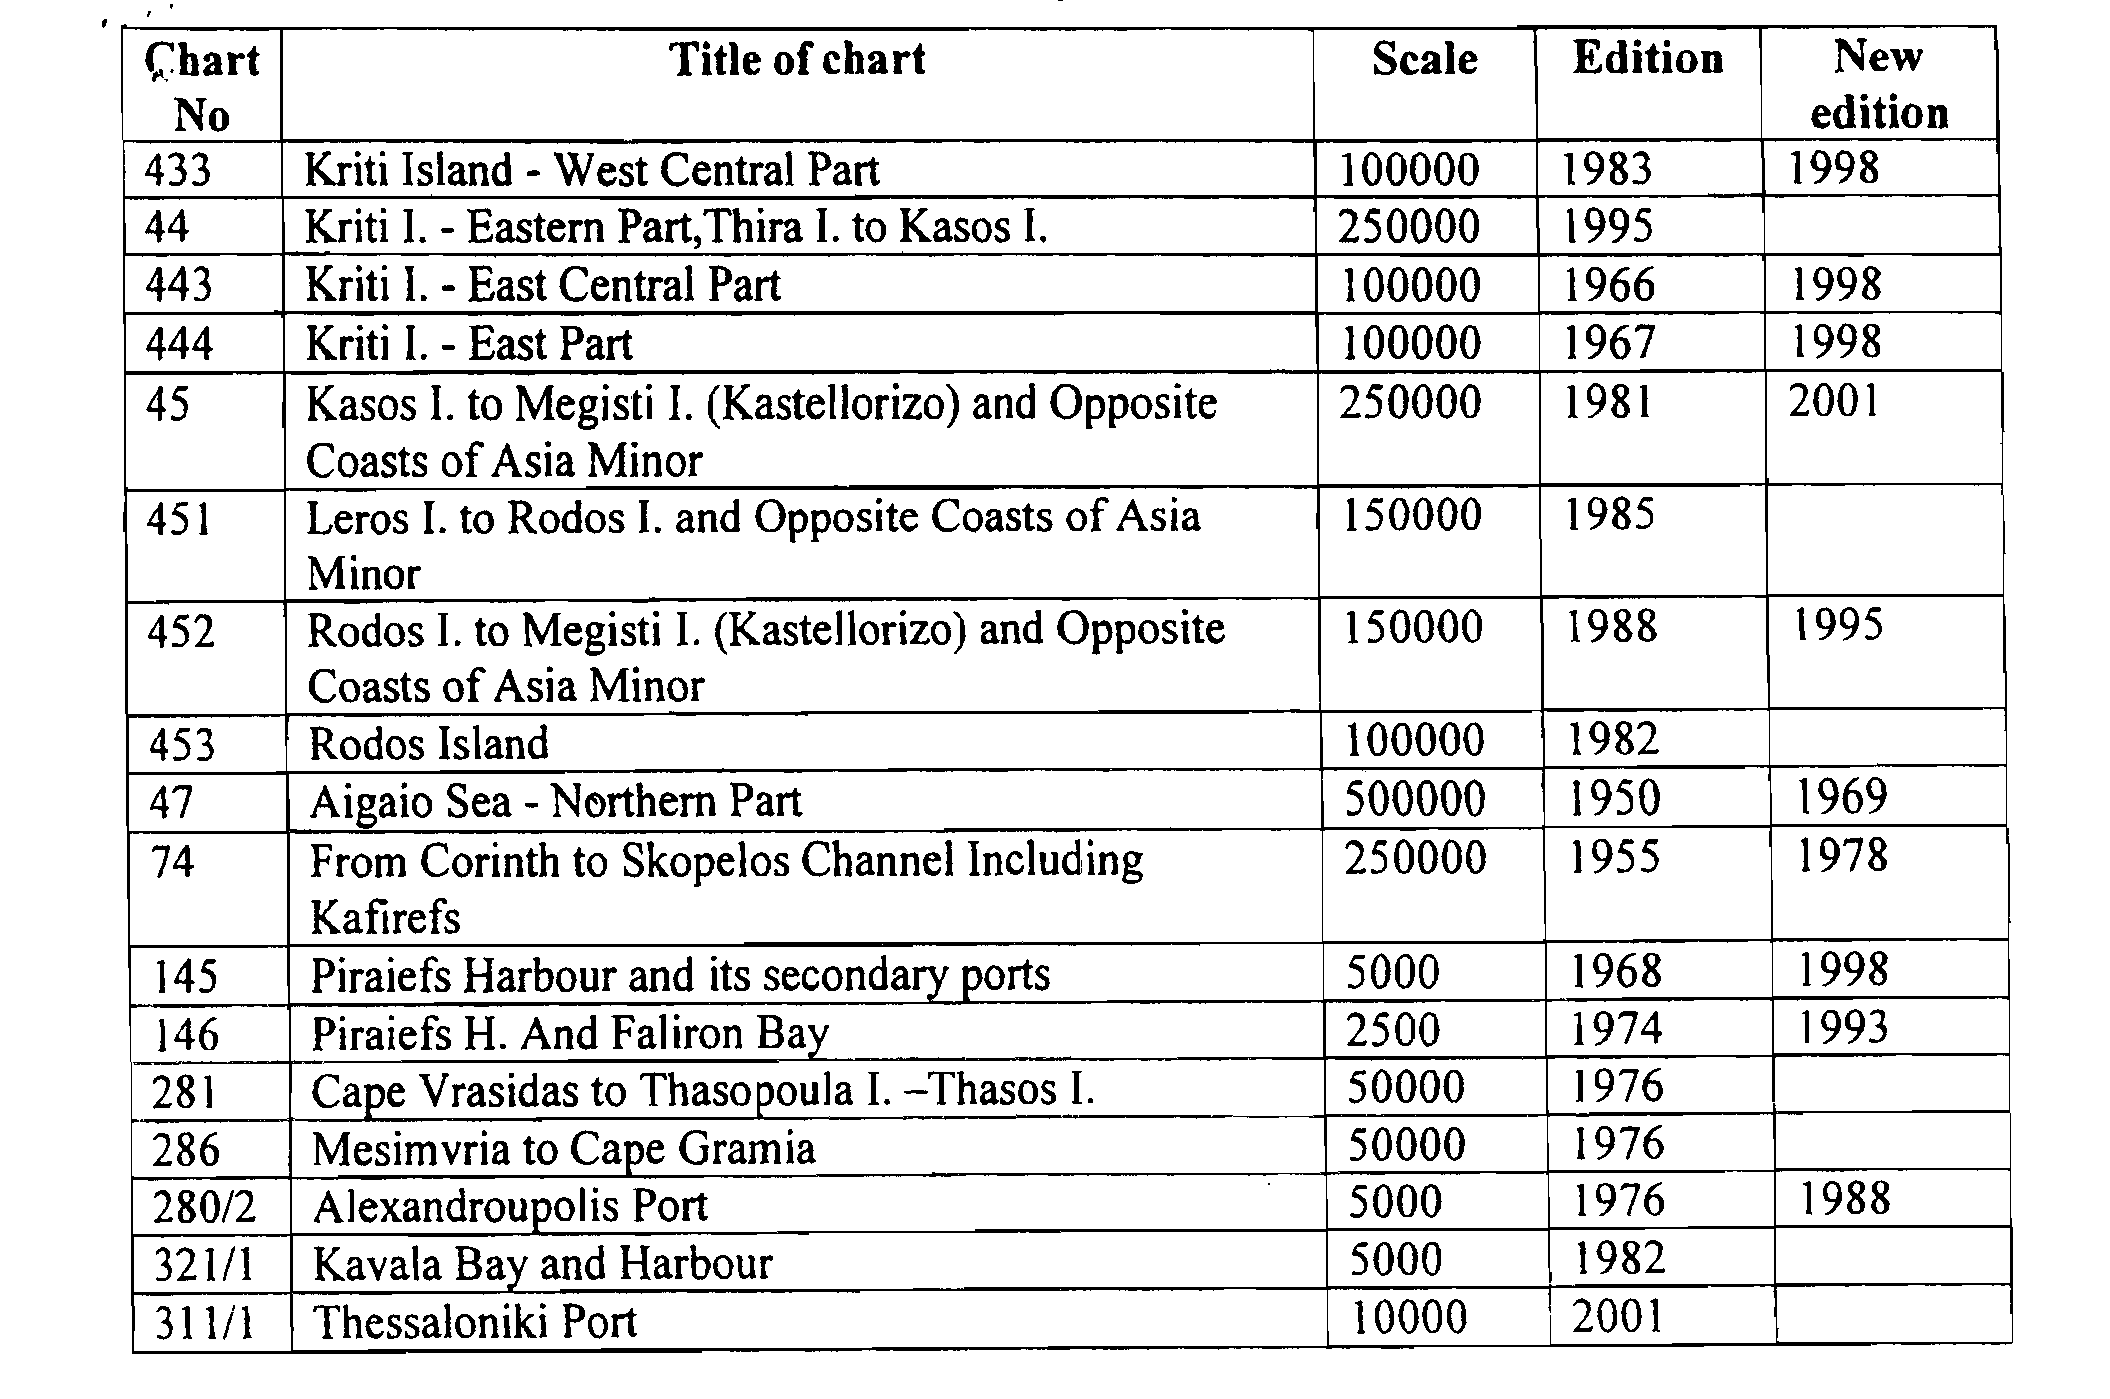 Chart No Title of chart Scale Edition New edition
433 Kriti Island - West Central Part 100000 1983 1998
44 Kriti I. - Eastern Part,Thira I. to Kasos I. 250000 1995
443 Kriti I. - East Central Part 100000 1966 1998
444 Kriti I. - East Part 100000 1967 1998
45 Kasos I. to Megisti I. (Kastellorizo) and Opposite 250000 1981 2001
Coasts of Asia Minor
451 Leros I. to Rodos I. and Opposite Coasts of Asia 150000 1985
Minor
452 Rodos I. to Megisti I. (Kastellorizo) and Opposite 150000 1988 1995
Coasts of Asia Minor
453 Rodos Island 100000 1982
47 Aigaio Sea - Northern Part 500000 1950 1969
74 From Corinth to Skopelos Channel Including 250000 1955 1978
Kafirefs
145 Piraiefs Harbour and its secondary ports 5000 1968 1998
146 Piraiefs H. And Faliron Bay 2500 1974 1993
281 Cape Vrasidas to Thasopoula I. –Thasos I. 50000 1976
286 Mesimvria to Cape Gramia 50000 1976
280/2 Alexandroupolis Port 5000 1976 1988
321/1 Kavala Bay and Harbour 5000 1982
311/1 Thessaloniki Port 10000 2001